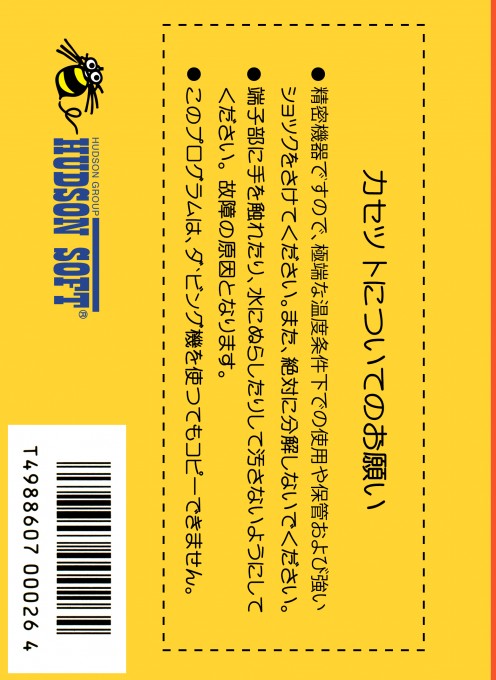 カセットについてのお願い
●精密機器ですので、極端な温度条件下での使用や保管および強い
ショックをさけてください。また、絶対に分解しないでください。
●端子部に手を触れたり、水にぬらしたりして汚さないようにして
ください。故障の原因となります。
●このプログラムは、ダビング機を使ってもコピーできません。
HUDSON GROUP
HUDSON SOFT®
T4988607 00026 4